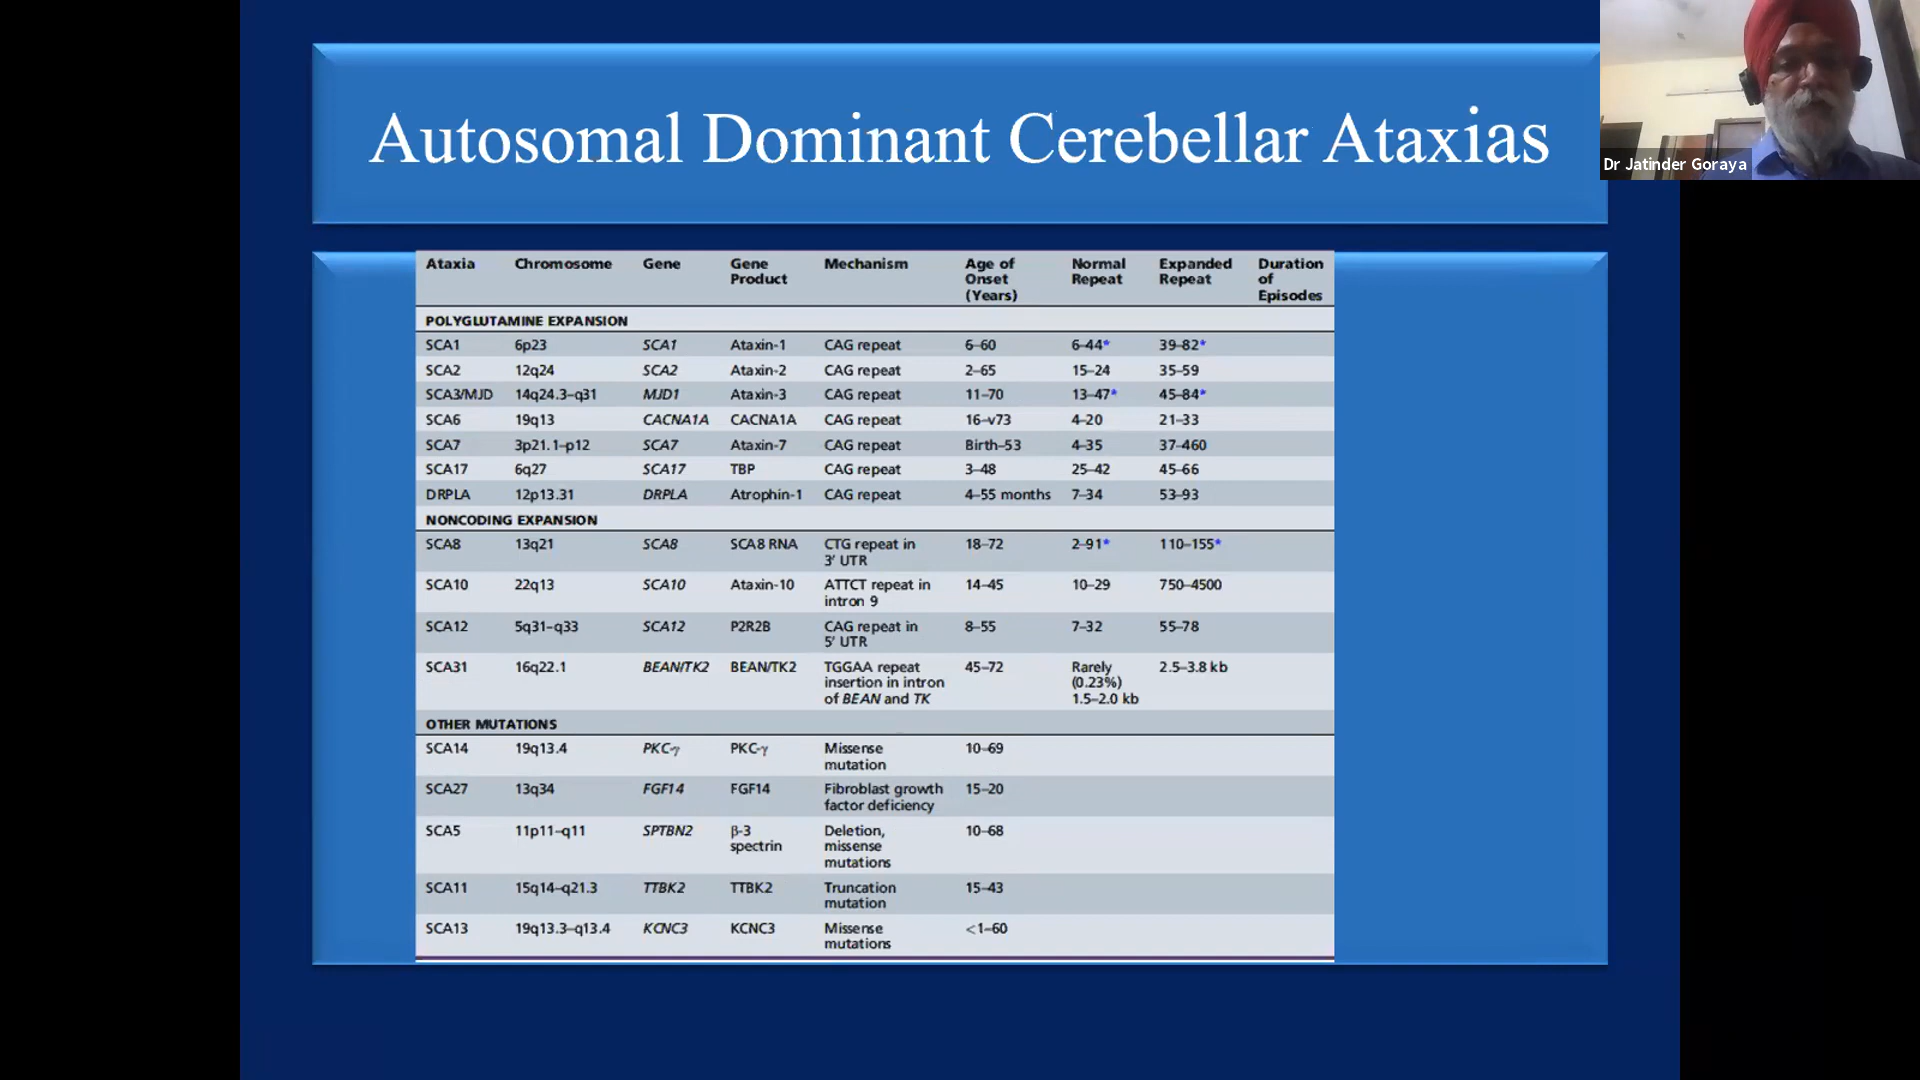 Autosomal Dominant Cerebellar Ataxias
Dr Jatinder Goraya
Ataxia Chromosome Gene Gene Product Mechanism Age of Onset (Years) Normal Repeat Expanded Repeat Duration of Episodes
POLYGLUTAMINE EXPANSION
SCA1 6p23 SCA1 Ataxin-1 CAG repeat 6–60 6–44* 39–82*
SCA2 12q24 SCA2 Ataxin-2 CAG repeat 2–65 15–24 35–59
SCA3/MJD 14q24.3–q31 MJD1 Ataxin-3 CAG repeat 11–70 13–47* 45–84*
SCA6 19q13 CACNA1A CACNA1A CAG repeat 16–v73 4–20 21–33
SCA7 3p21.1–p12 SCA7 Ataxin-7 CAG repeat Birth–53 4–35 37–460
SCA17 6q27 SCA17 TBP CAG repeat 3–48 25–42 45–66
DRPLA 12p13.31 DRPLA Atrophin-1 CAG repeat 4–55 months 7–34 53–93
NONCODING EXPANSION
SCA8 13q21 SCA8 SCA8 RNA CTG repeat in 3′ UTR 18–72 2–91* 110–155*
SCA10 22q13 SCA10 Ataxin-10 ATTCT repeat in intron 9 14–45 10–29 750–4500
SCA12 5q31–q33 SCA12 P2R2B CAG repeat in 5′ UTR 8–55 7–32 55–78
SCA31 16q22.1 BEAN/TK2 BEAN/TK2 TGGAA repeat insertion in intron of BEAN and TK 45–72 Rarely (0.23%) 1.5–2.0 kb 2.5–3.8 kb
OTHER MUTATIONS
SCA14 19q13.4 PKC-γ PKC-γ Missense mutation 10–69
SCA27 13q34 FGF14 FGF14 Fibroblast growth factor deficiency 15–20
SCA5 11p11–q11 SPTBN2 β-3 spectrin Deletion, missense mutations 10–68
SCA11 15q14–q21.3 TTBK2 TTBK2 Truncation mutation 15–43
SCA13 19q13.3–q13.4 KCNC3 KCNC3 Missense mutations <1–60